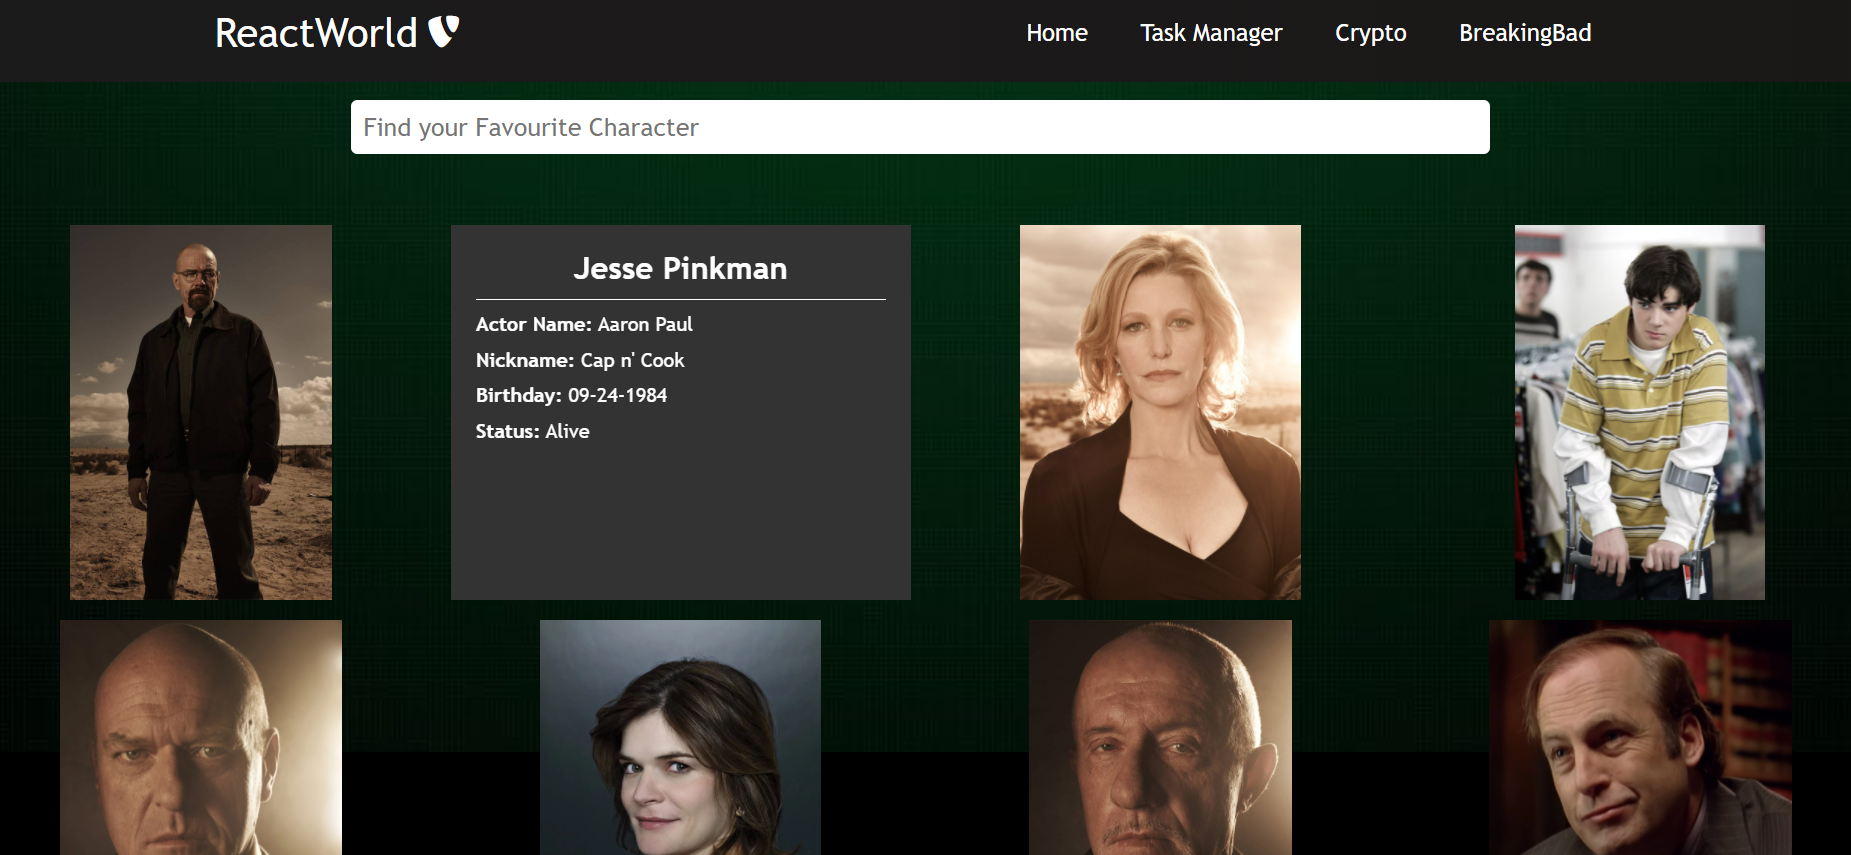 ReactWorld
Home Task Manager Crypto BreakingBad
Find your Favourite Character
Jesse Pinkman
Actor Name: Aaron Paul
Nickname: Cap n' Cook
Birthday: 09-24-1984
Status: Alive